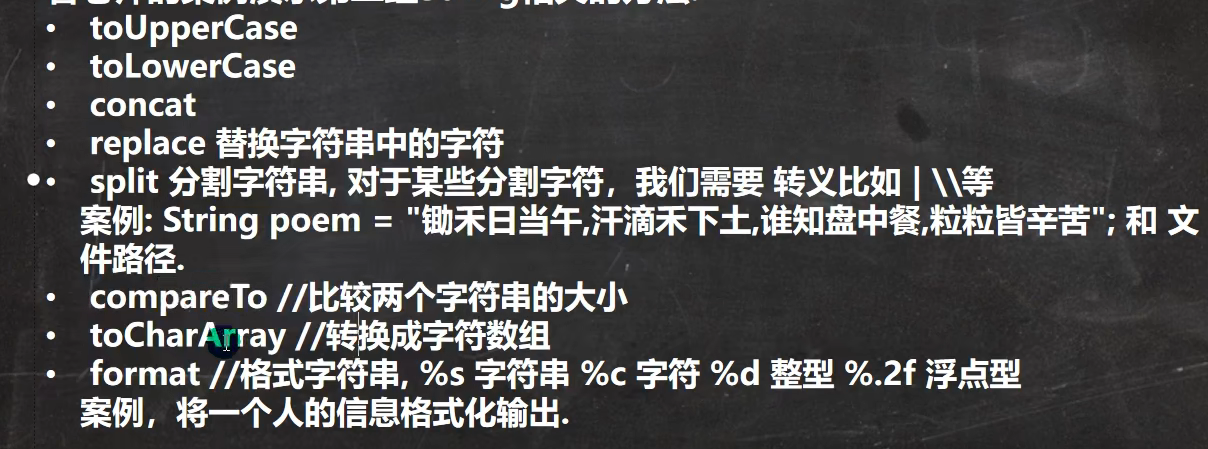 • toUpperCase
• toLowerCase
• concat
• replace 替换字符串中的字符
• split 分割字符串, 对于某些分割字符，我们需要 转义比如 | \\等
案例: String poem = "锄禾日当午,汗滴禾下土,谁知盘中餐,粒粒皆辛苦"; 和 文
件路径.
• compareTo //比较两个字符串的大小
• toCharArray //转换成字符数组
• format //格式字符串, %s 字符串 %c 字符 %d 整型 %.2f 浮点型
案例，将一个人的信息格式化输出.